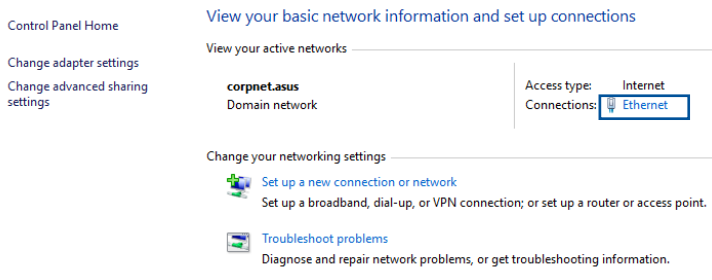 Control Panel Home
Change adapter settings
Change advanced sharing
settings
View your basic network information and set up connections
View your active networks
corpnet.asus
Domain network
Access type: Internet
Connections: Ethernet
Change your networking settings
Set up a new connection or network
Set up a broadband, dial-up, or VPN connection; or set up a router or access point.
Troubleshoot problems
Diagnose and repair network problems, or get troubleshooting information.